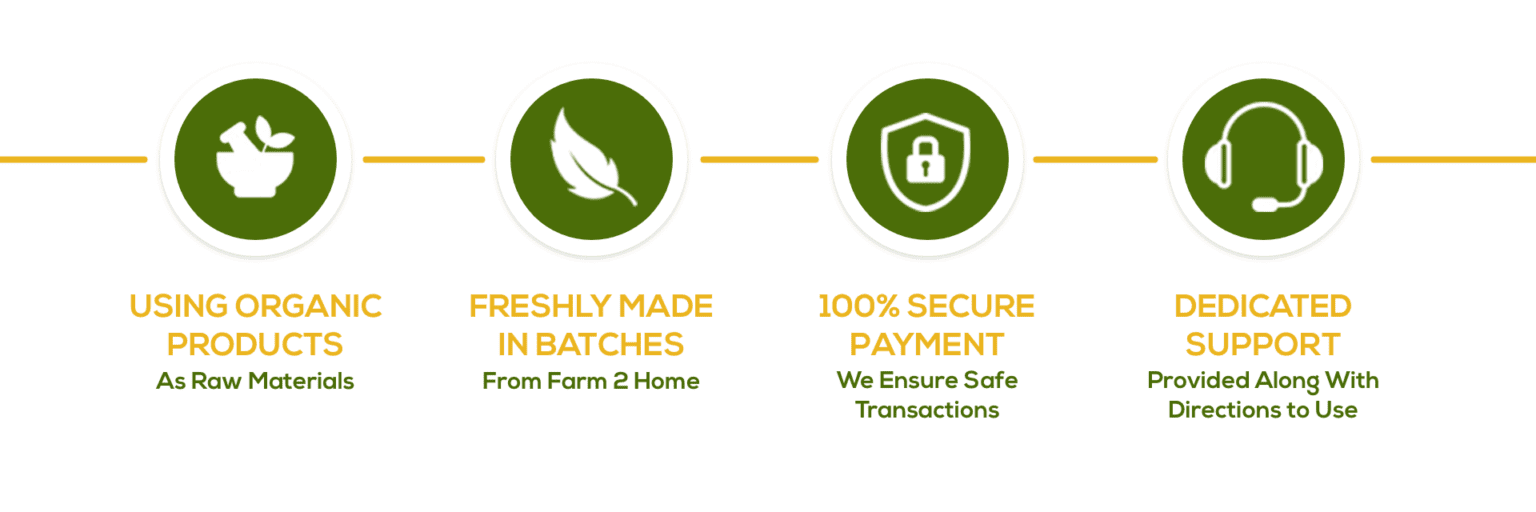 USING ORGANIC
PRODUCTS
As Raw Materials
FRESHLY MADE
IN BATCHES
From Farm 2 Home
100% SECURE
PAYMENT
We Ensure Safe
Transactions
DEDICATED
SUPPORT
Provided Along With
Directions to Use